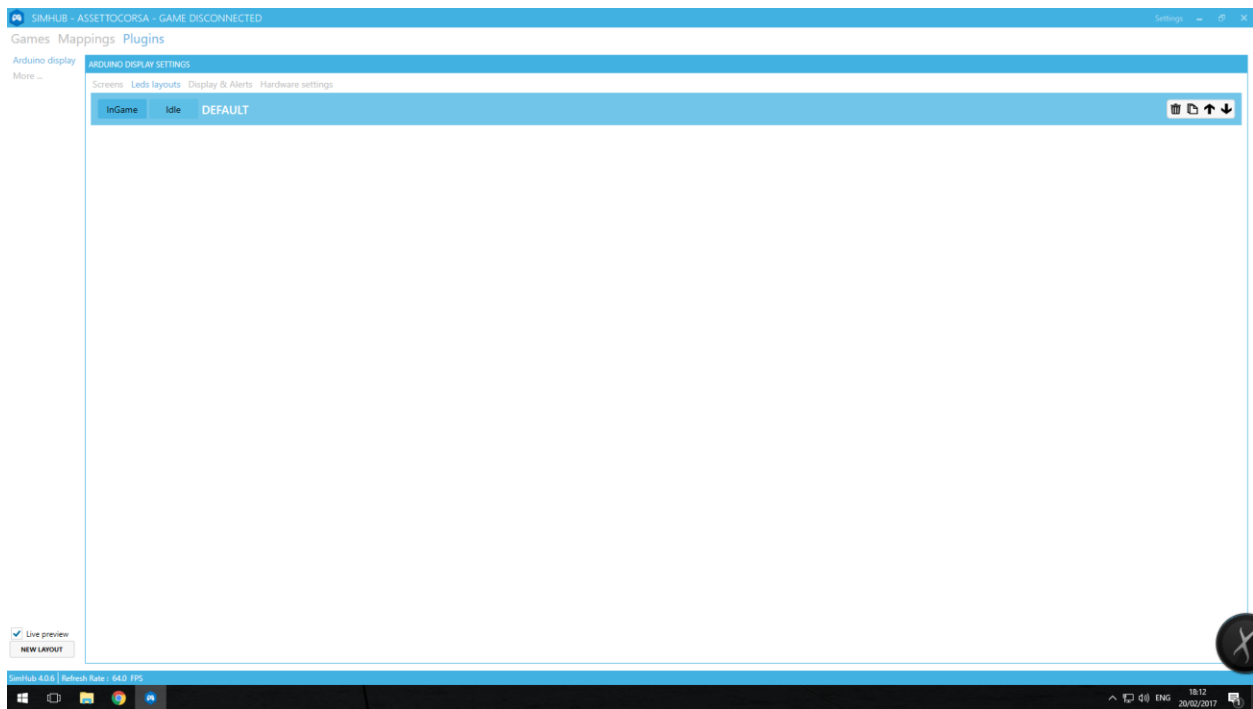 SIMHUB - ASSETTOCORSA - GAME DISCONNECTED
Settings
Games Mappings Plugins
Arduino display
More ...
ARDUINO DISPLAY SETTINGS
Screens Leds layouts Display & Alerts Hardware settings
InGame Idle DEFAULT
Live preview
NEW LAYOUT
SimHub 4.0.6 Refresh Rate : 64.0 FPS
ENG
18:12
20/02/2017
1